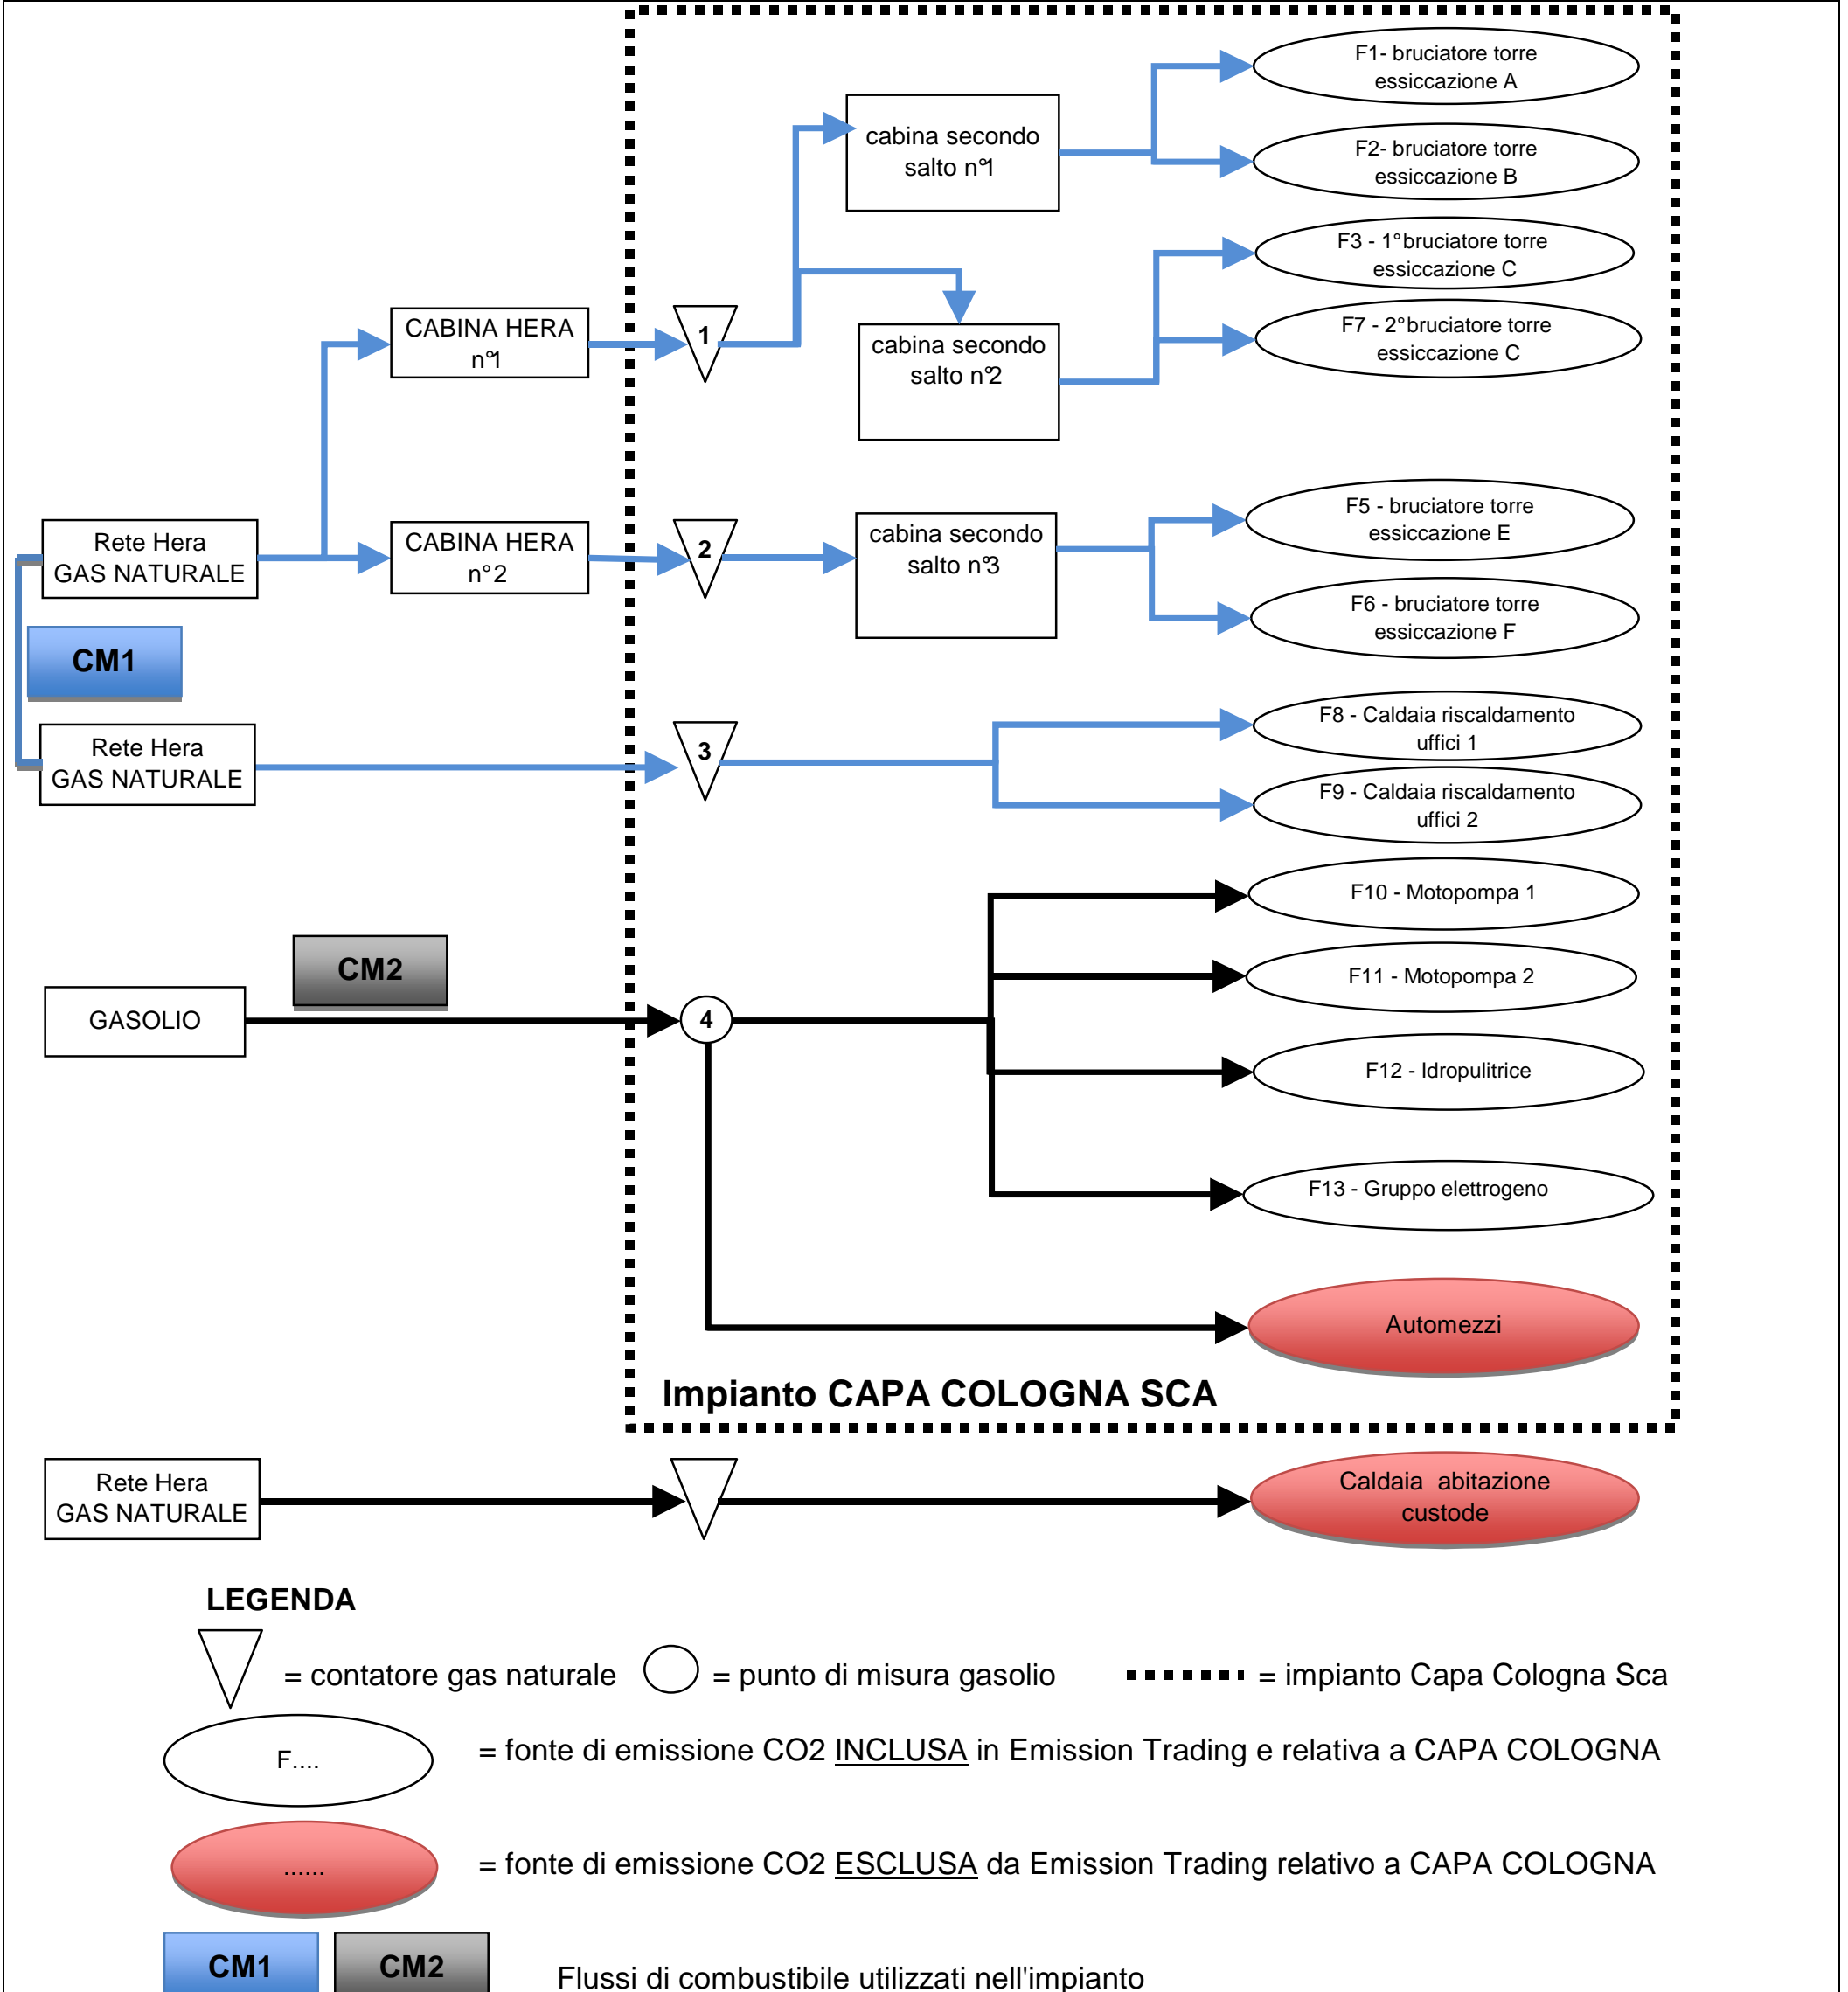 F1- bruciatore torre
essiccazione A
cabina secondo
salto n°1
F2- bruciatore torre
essiccazione B
F3 - 1° bruciatore torre
essiccazione C
CABINA HERA
n°1
1
cabina secondo
salto n°2
F7 - 2° bruciatore torre
essiccazione C
Rete Hera
GAS NATURALE
CABINA HERA
n° 2
2
cabina secondo
salto n°3
F5 - bruciatore torre
essiccazione E
F6 - bruciatore torre
essiccazione F
CM1
Rete Hera
GAS NATURALE
3
F8 - Caldaia riscaldamento
uffici 1
F9 - Caldaia riscaldamento
uffici 2
F10 - Motopompa 1
CM2
F11 - Motopompa 2
GASOLIO
4
F12 - Idropulitrice
F13 - Gruppo elettrogeno
Automezzi
Impianto CAPA COLOGNA SCA
Rete Hera
GAS NATURALE
Caldaia abitazione
custode
LEGENDA
= contatore gas naturale
= punto di misura gasolio
= impianto Capa Cologna Sca
F....
= fonte di emissione CO2 INCLUSA in Emission Trading e relativa a CAPA COLOGNA
......
= fonte di emissione CO2 ESCLUSA da Emission Trading relativo a CAPA COLOGNA
CM1
CM2
Flussi di combustibile utilizzati nell'impianto